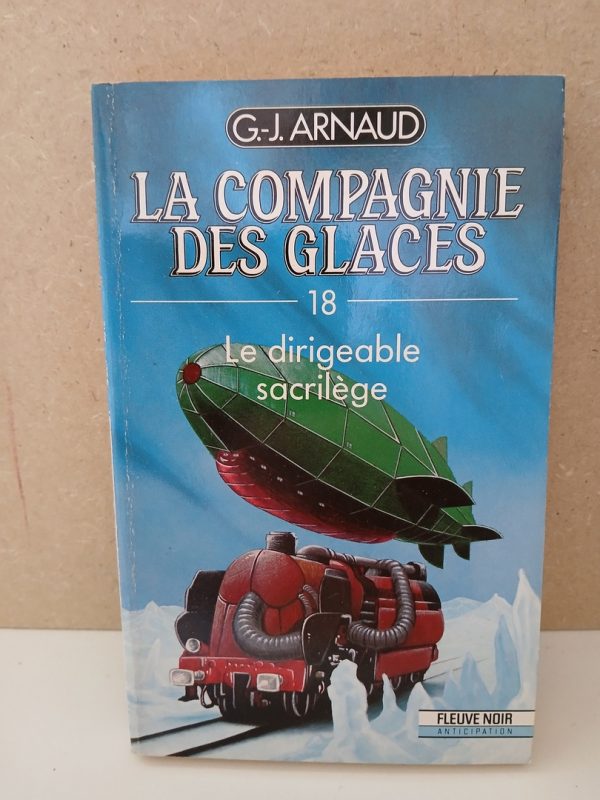 G.-J. ARNAUD
LA COMPAGNIE
DES GLACES
18
Le dirigeable
sacrilège
FLEUVE NOIR
ANTICIPATION